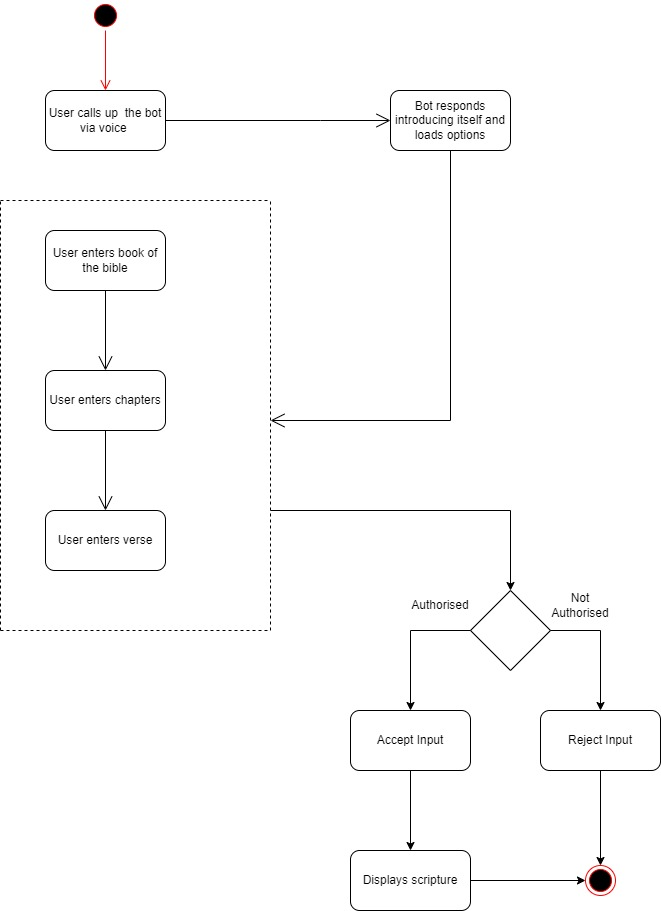 User calls up  the bot
via voice
Bot responds
introducing itself and
loads options
User enters book of
the bible
User enters chapters
User enters verse
Authorised
Not
Authorised
Accept Input
Reject Input
Displays scripture